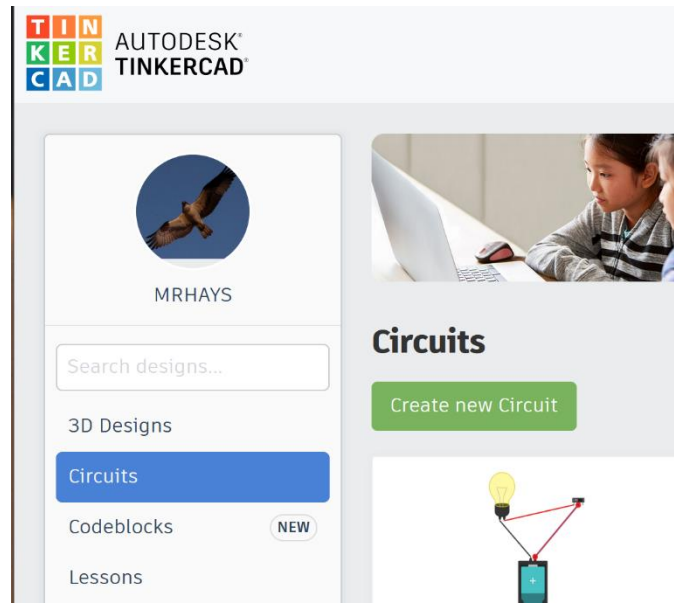 TIN
KER
CAD
AUTODESK®
TINKERCAD®
MRHAYS
Search designs...
3D Designs
Circuits
Codeblocks
NEW
Lessons
Circuits
Create new Circuit
+